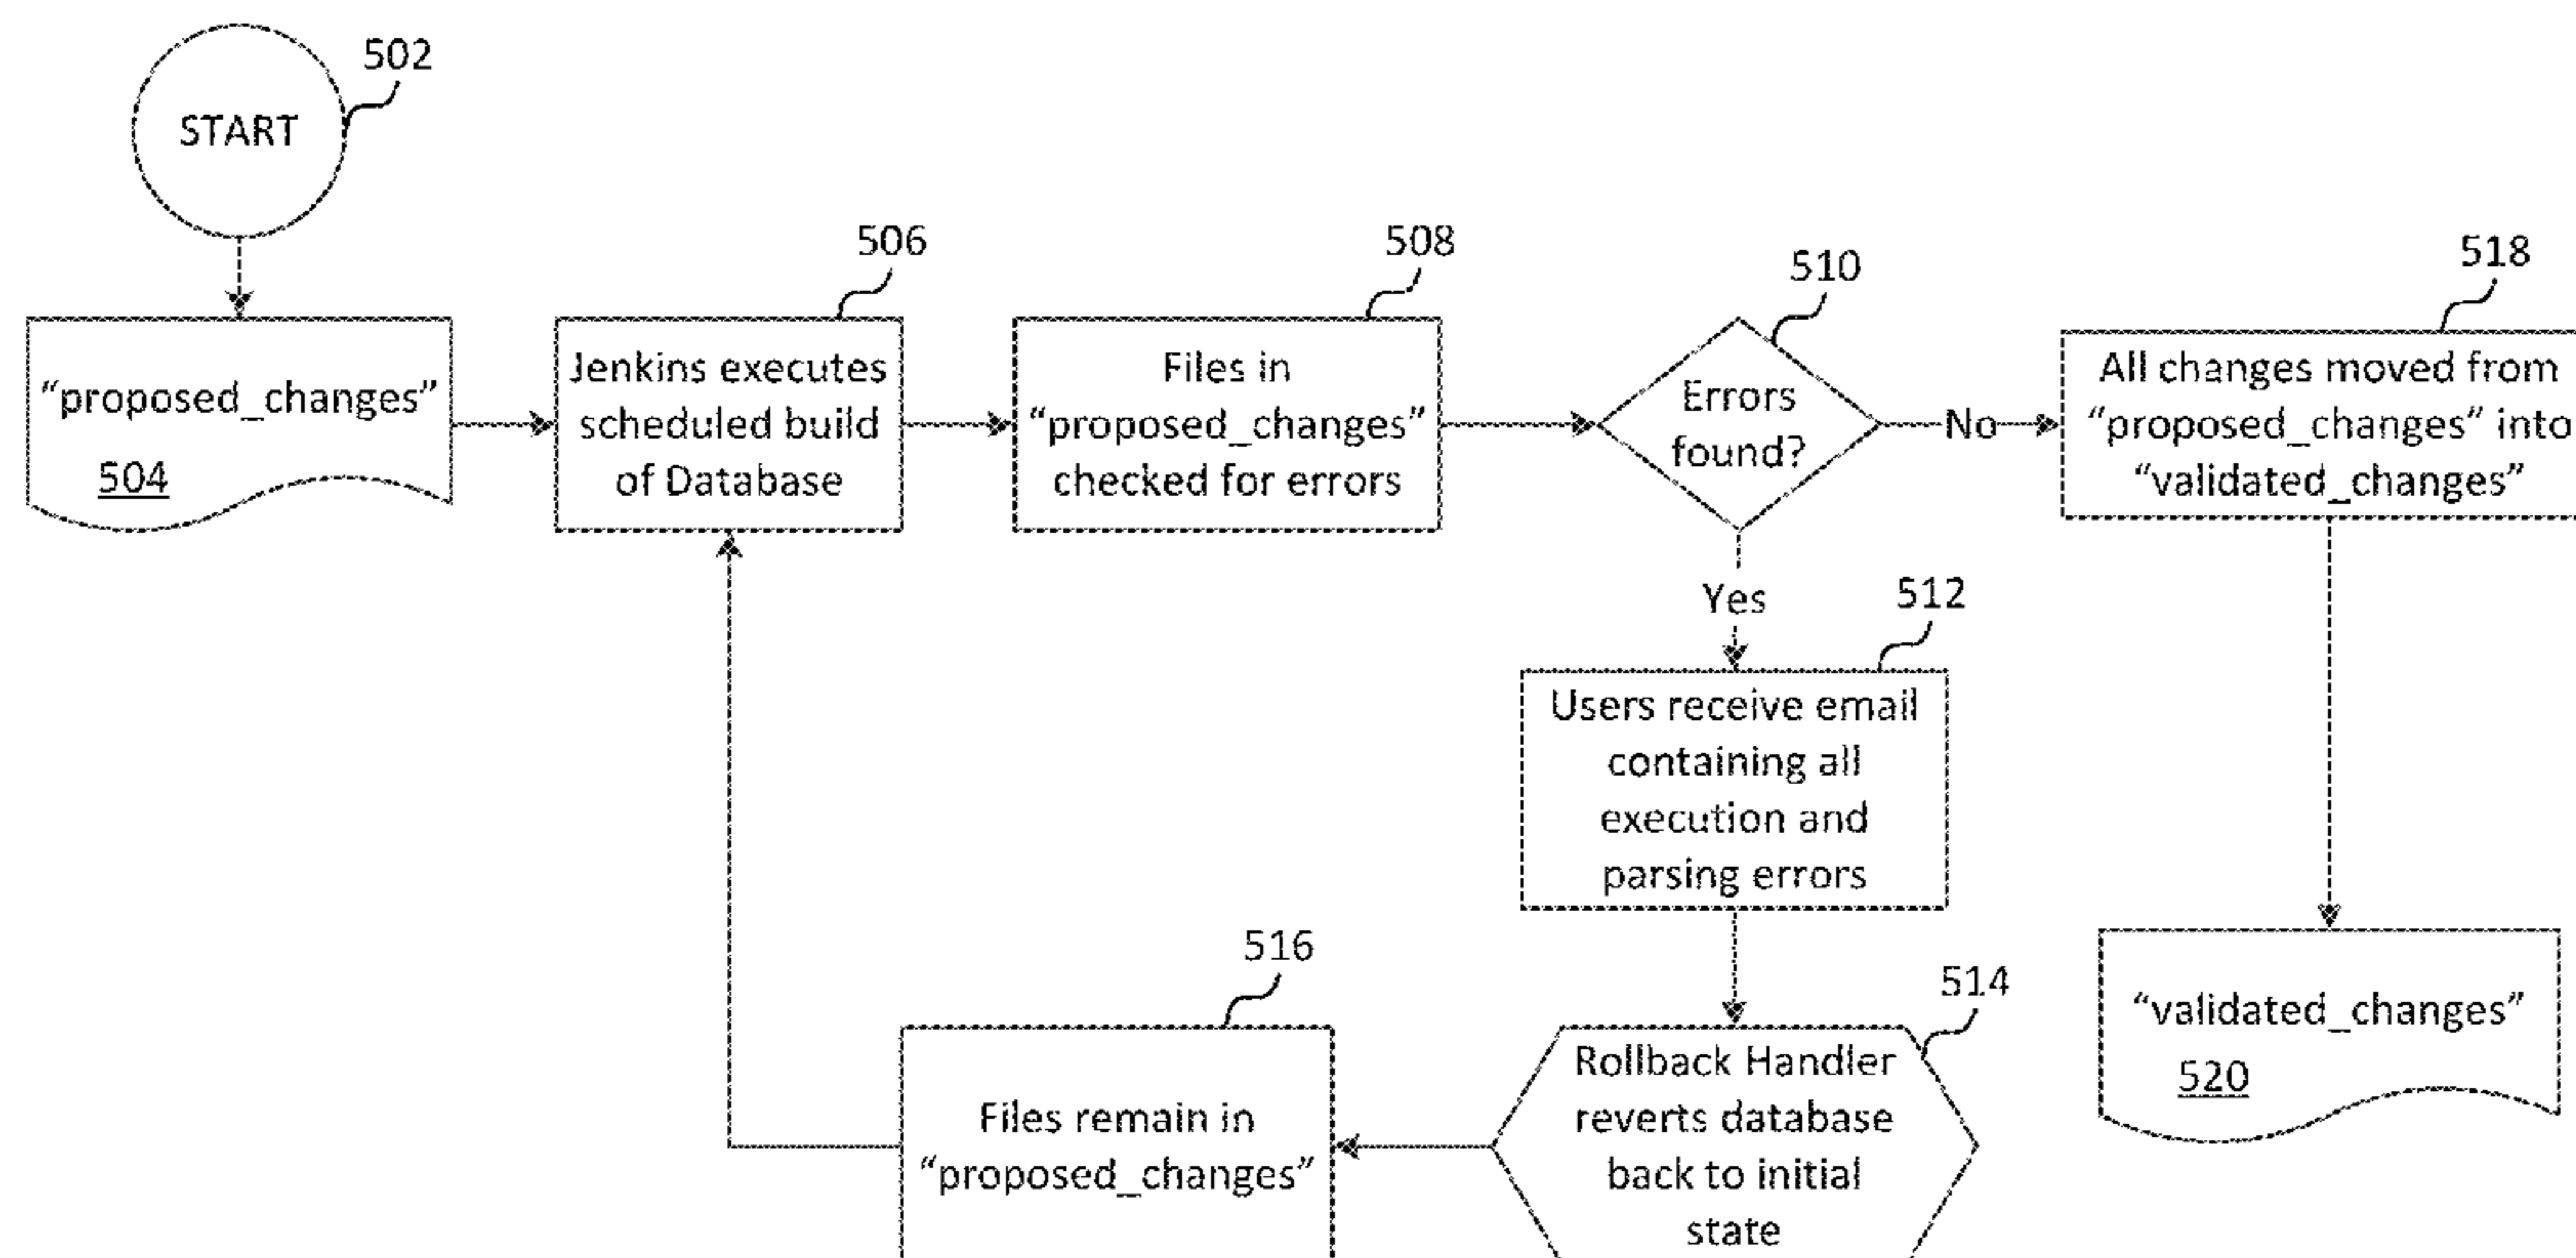 502
START
506
508
510
518
“proposed_changes”
504
Jenkins executes
scheduled build
of Database
Files in
“proposed_changes”
checked for errors
Errors
found?
No
All changes moved from
“proposed_changes” into
“validated_changes”
Yes
512
Users receive email
containing all
execution and
parsing errors
516
514
Files remain in
“proposed_changes”
Rollback Handler
reverts database
back to initial
state
“validated_changes”
520